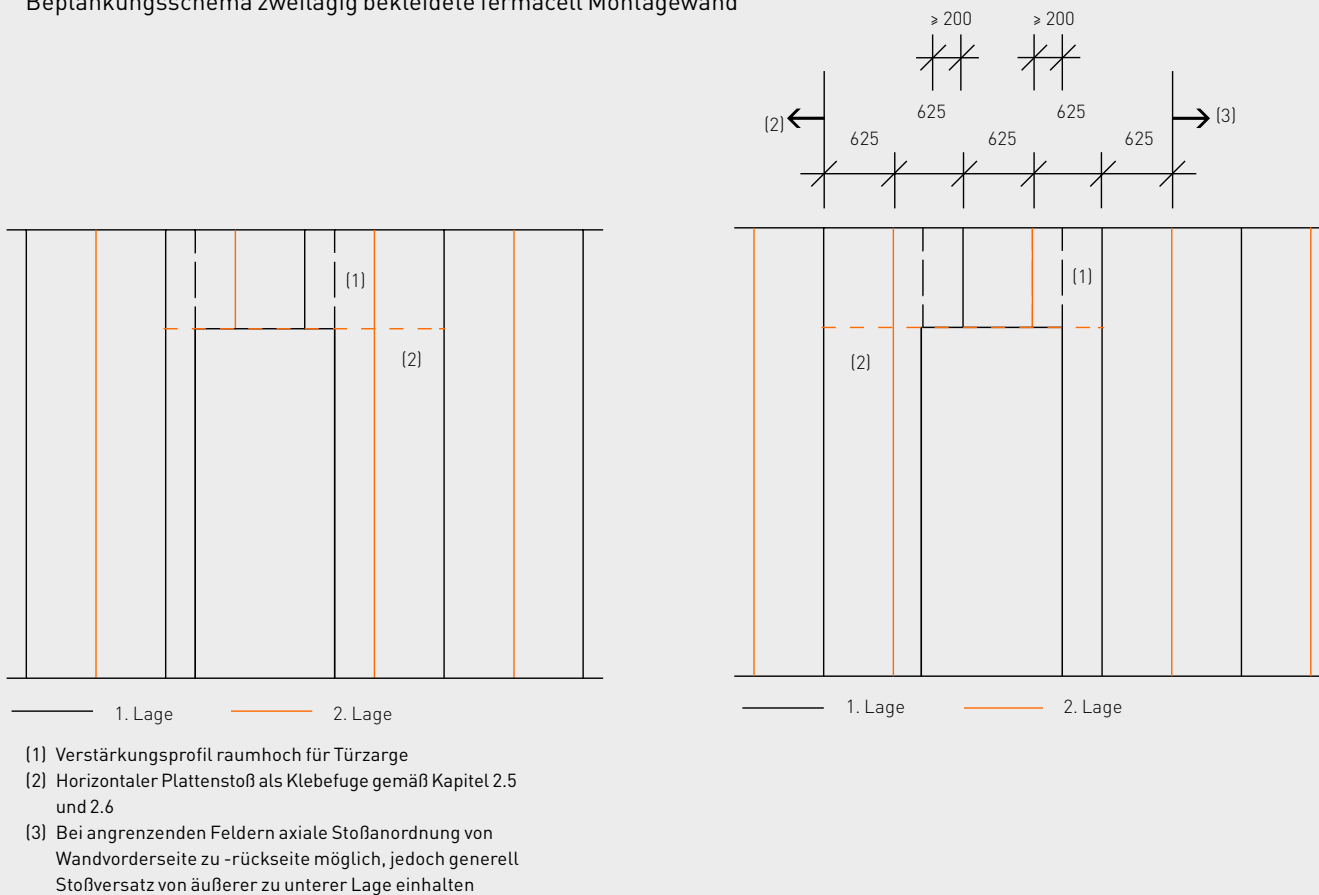 Beplankungsschema zweilagig bekleidete fermacell Montagewand
≥ 200 ≥ 200
(2) 625 625 (3)
625 625 625
(1)
(2)
(1)
(2)
1. Lage 2. Lage
1. Lage 2. Lage
(1) Verstärkungsprofil raumhoch für Türzarge
(2) Horizontaler Plattenstoß als Klebefuge gemäß Kapitel 2.5
und 2.6
(3) Bei angrenzenden Feldern axiale Stoßanordnung von
Wandvorderseite zu -rückseite möglich, jedoch generell
Stoßversatz von äußerer zu unterer Lage einhalten